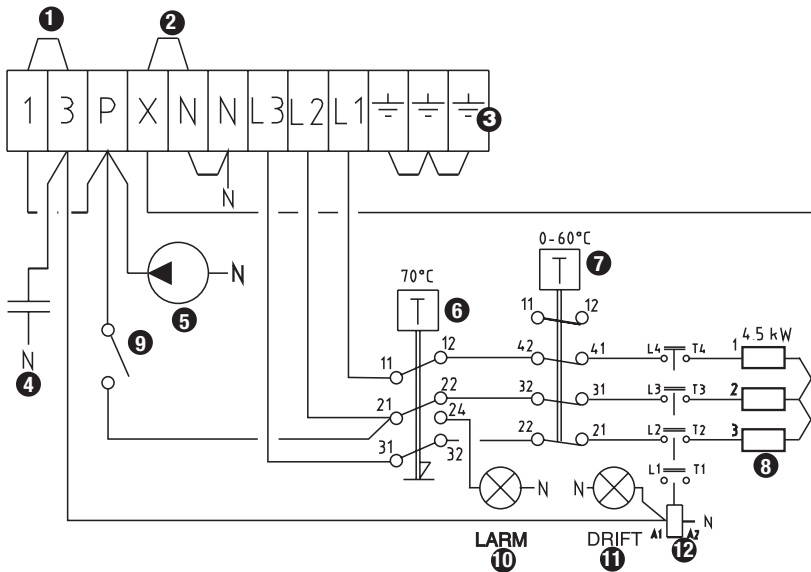 1 2
1 3 P X N N L3 L2 L1 3
N
0-60°C 7
70°C 6
N 5
11 12
9
12 42 41 L4 T4 1 4.5 kW
N 11
4
22 32 31 L3 T3 2
21 24
22 21 L2 T2 3
31 32 8
L1 T1
N N
A1 A2 N
LARM DRIFT 12
10 11